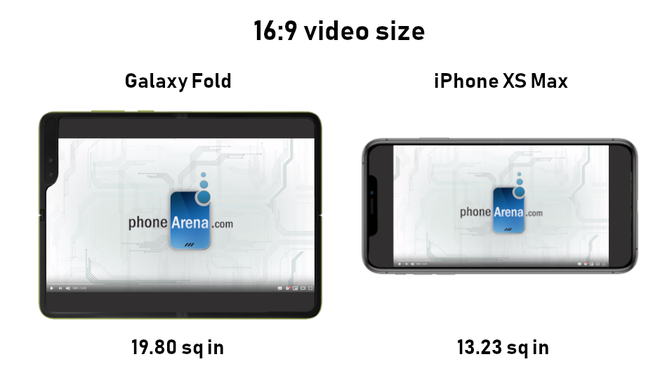 16:9 video size
Galaxy Fold
iPhone XS Max
phoneArena.com
phoneArena.com
19.80 sq in
13.23 sq in